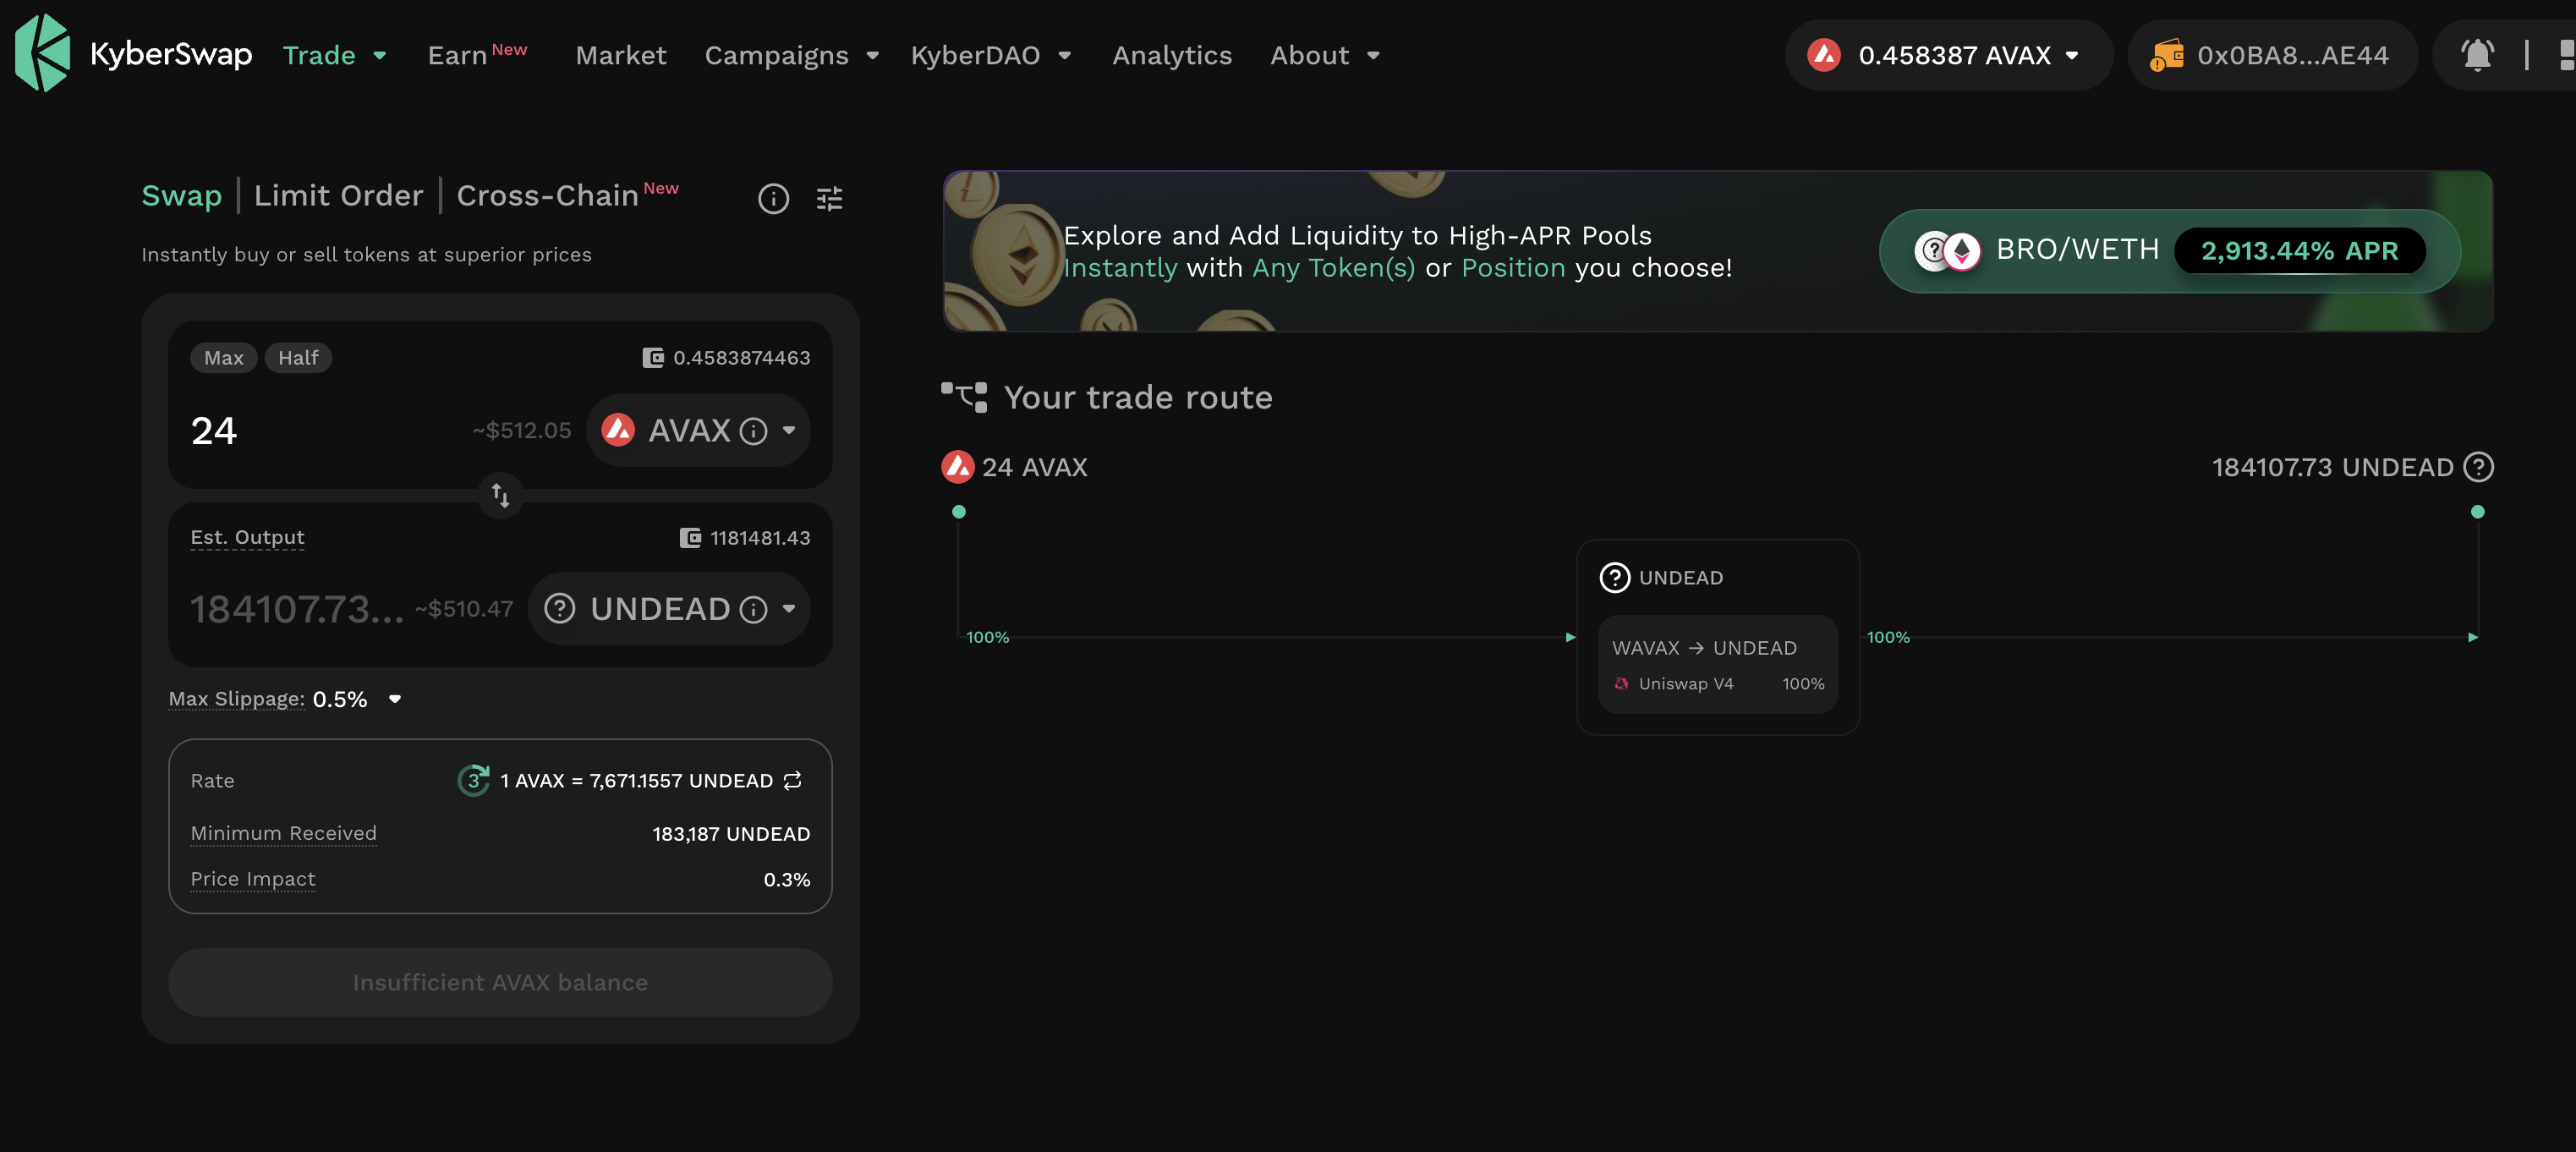 KyberSwap Trade Earn New Market Campaigns KyberDAO Analytics About 0.458387 AVAX 0x0BA8...AE44
Swap | Limit Order | Cross-Chain New
Instantly buy or sell tokens at superior prices
Max Half 0.4583874463
24 ~$512.05 AVAX
Est. Output 1181481.43
184107.73... ~$510.47 UNDEAD
Max Slippage: 0.5%
Rate 3 1 AVAX = 7,671.1557 UNDEAD
Minimum Received 183,187 UNDEAD
Price Impact 0.3%
Insufficient AVAX balance
Explore and Add Liquidity to High-APR Pools
Instantly with Any Token(s) or Position you choose!
BRO/WETH 2,913.44% APR
Your trade route
24 AVAX 184107.73 UNDEAD
UNDEAD
100% 100%
WAVAX → UNDEAD
Uniswap V4 100%